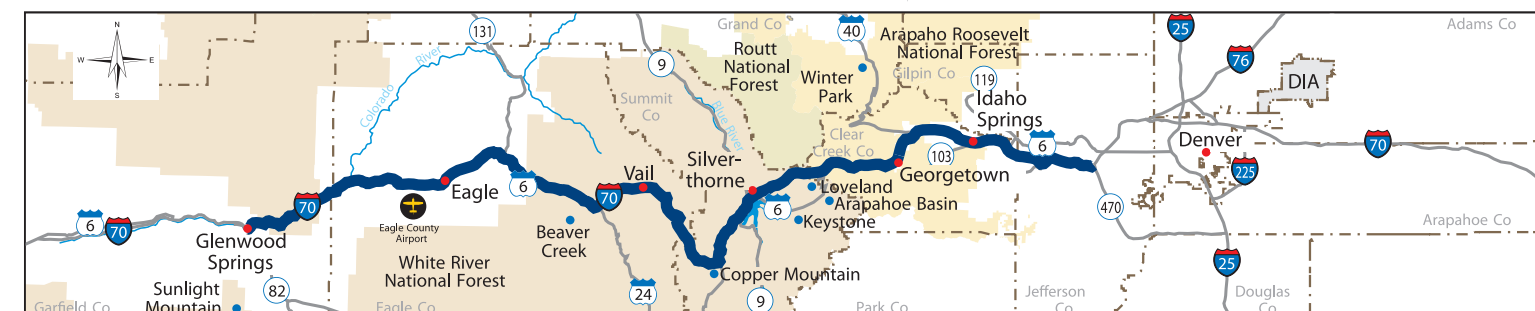 N
W
E
S
131
Grand Co
40
25
Adams Co
River
9
Routt
National
Forest
Arapaho Roosevelt
National Forest
Gilpin Co
119
76
Winter
Park
DIA
Colorado
Summit
Co
Blue River
Idaho
Springs
Clear
Creek Co
103
6
Denver
70
Silver-
thorne
Vail
70
Georgetown
225
Eagle
6
Loveland
Arapahoe Basin
6
Keystone
470
70
6
70
Eagle County
Airport
Beaver
Creek
Arapahoe Co
Glenwood
Springs
White River
National Forest
Copper Mountain
25
Sunlight
Mountain
82
24
9
Jefferson
Co
Douglas
Co
Garfield Co
Eagle Co
Park Co